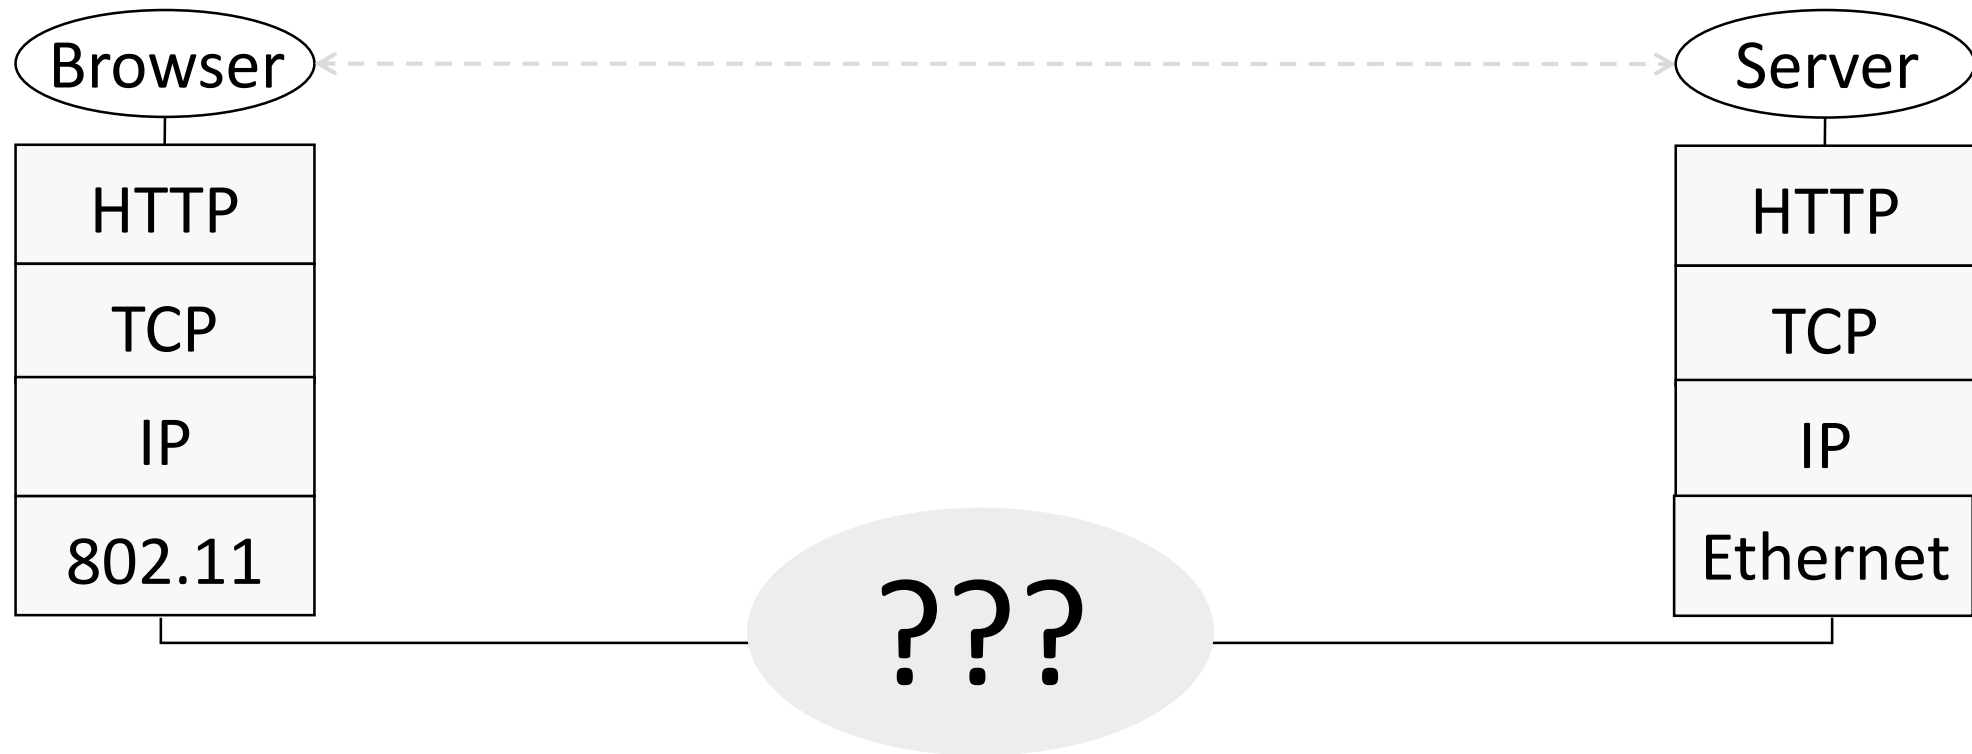 Browser
Server
HTTP
HTTP
TCP
TCP
IP
IP
802.11
Ethernet
???